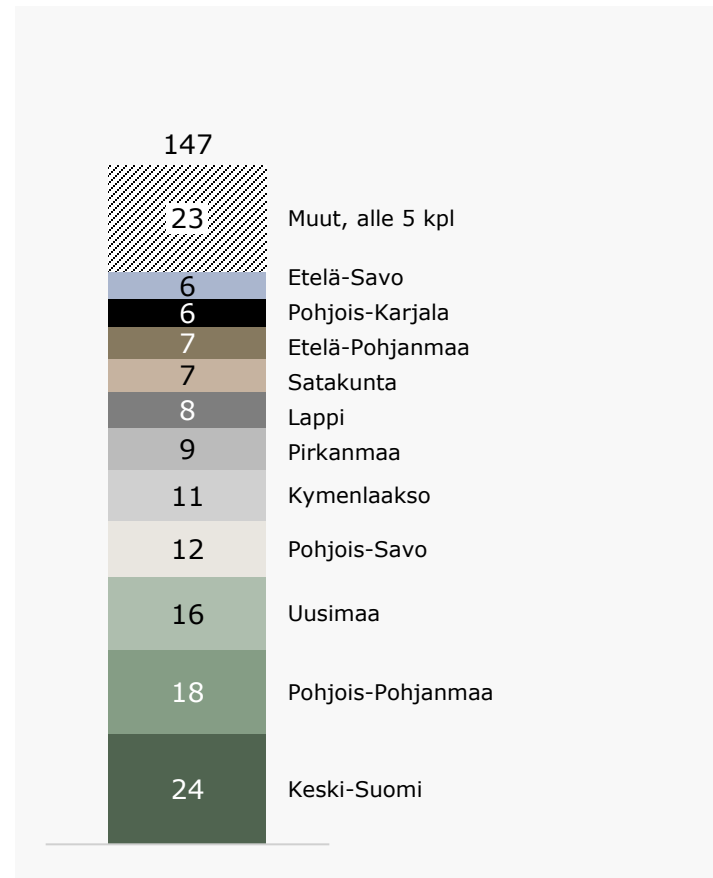 147
23 Muut, alle 5 kpl
6 Etelä-Savo
6 Pohjois-Karjala
7 Etelä-Pohjanmaa
7 Satakunta
8 Lappi
9 Pirkanmaa
11 Kymenlaakso
12 Pohjois-Savo
16 Uusimaa
18 Pohjois-Pohjanmaa
24 Keski-Suomi